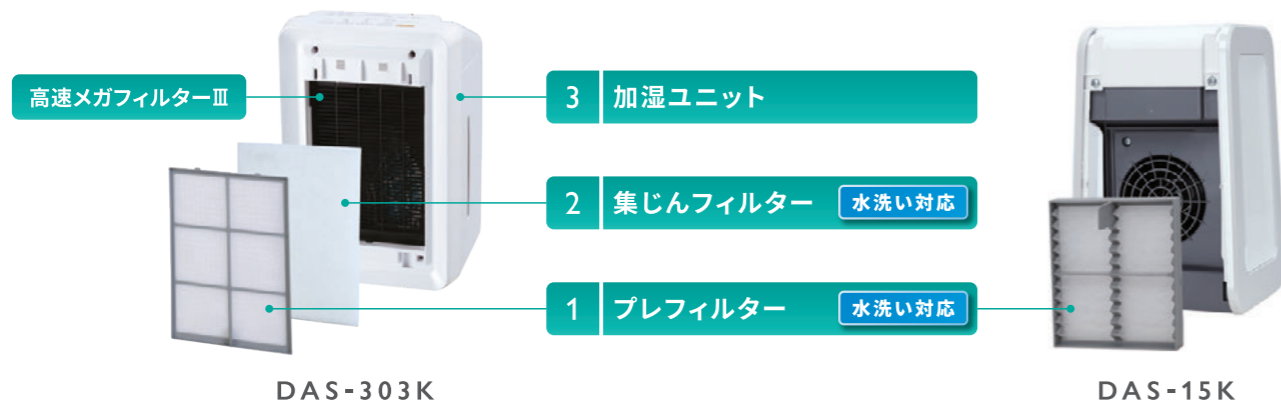 高速メガフィルターⅢ
3 加湿ユニット
2 集じんフィルター 水洗い対応
1 プレフィルター 水洗い対応
DAS-303K
DAS-15K